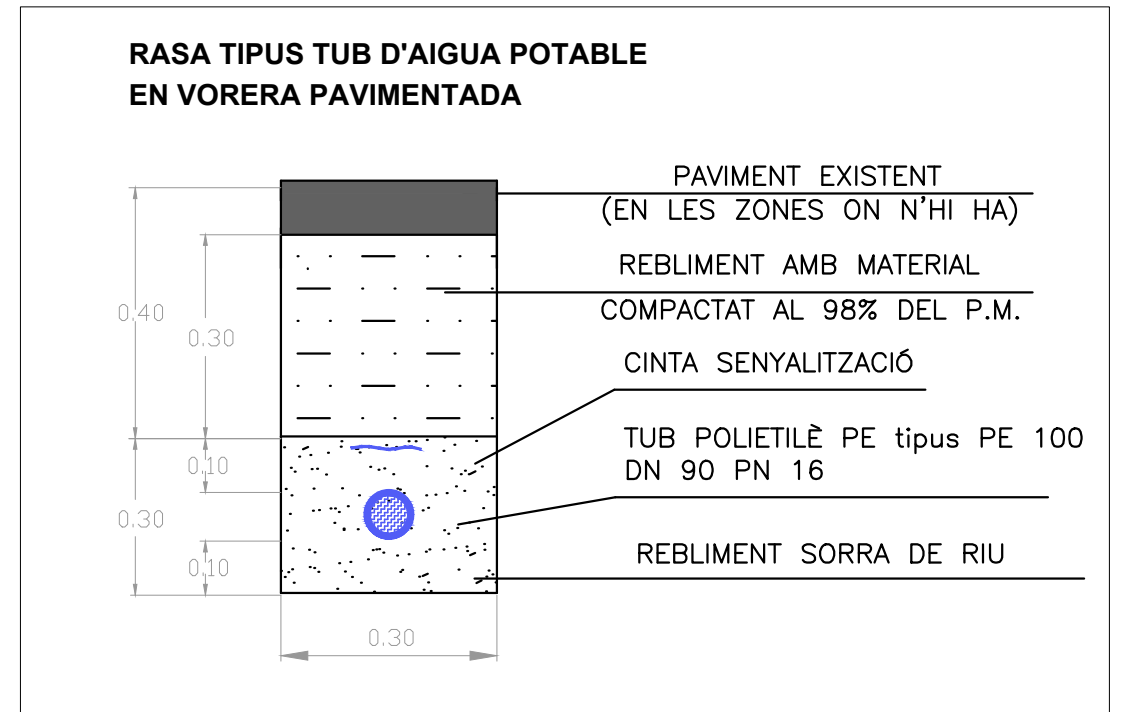 RASA TIPUS TUB D'AIGUA POTABLE
EN VORERA PAVIMENTADA
PAVIMENT EXISTENT
(EN LES ZONES ON N'HI HA)
REBLIMENT AMB MATERIAL
COMPACTAT AL 98% DEL P.M.
0.40
0.30
CINTA SENYALITZACIÓ
TUB POLIETILÈ PE tipus PE 100
DN 90 PN 16
0.10
0.30
0.10
REBLIMENT SORRA DE RIU
0.30